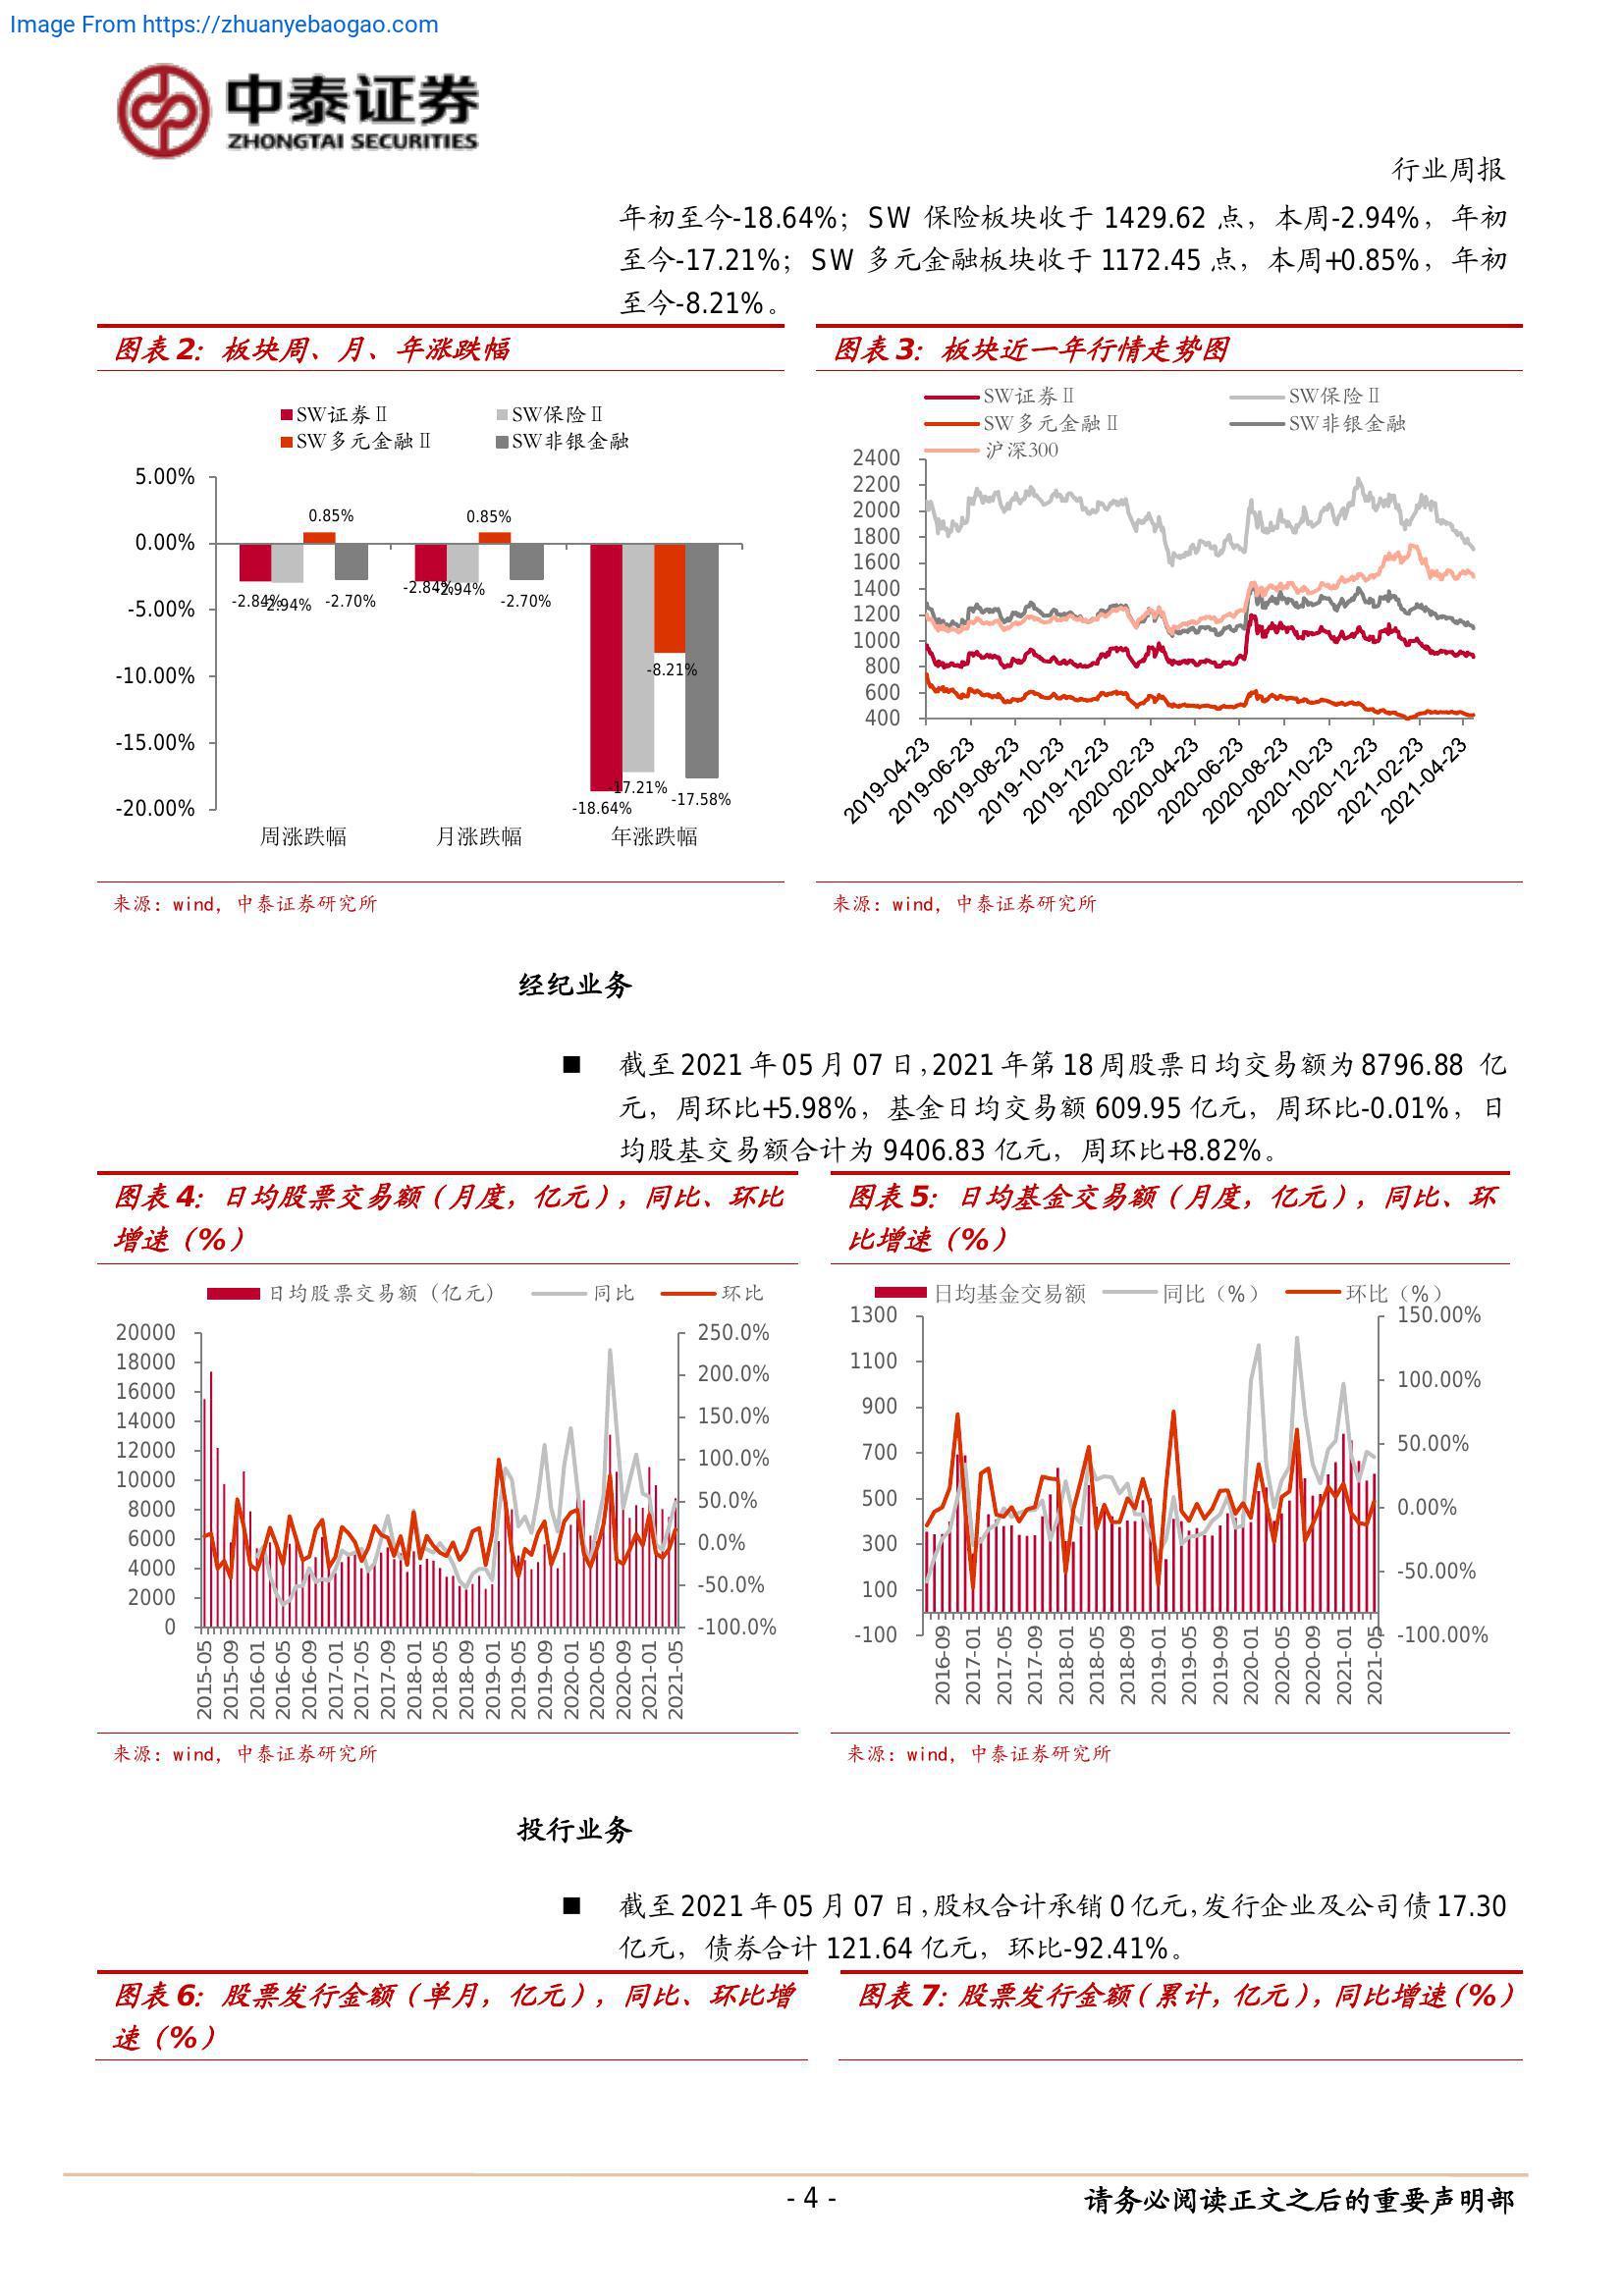 Image From https://zhuanyebaogao.com
中泰证券
ZHONGTAI SECURITIES
行业周报
年初至今-18.64%；SW 保险板块收于 1429.62 点，本周-2.94%，年初
至今-17.21%；SW 多元金融板块收于 1172.45 点，本周+0.85%，年初
至今-8.21%。
图表 2：板块周、月、年涨跌幅
SW证券Ⅱ SW保险Ⅱ
SW多元金融Ⅱ SW非银金融
5.00%
0.00%
-5.00%
-10.00%
-15.00%
-20.00%
0.85% 0.85%
-2.84% -2.94% -2.70% -2.84% -2.94% -2.70%
-8.21%
-18.64% -17.21% -17.58%
周涨跌幅 月涨跌幅 年涨跌幅
来源：wind，中泰证券研究所
图表 3：板块近一年行情走势图
SW证券Ⅱ SW保险Ⅱ
SW多元金融Ⅱ SW非银金融
沪深300
2400
2200
2000
1800
1600
1400
1200
1000
800
600
400
2019-04-23 2019-06-23 2019-08-23 2019-10-23 2019-12-23 2020-02-23 2020-04-23 2020-06-23 2020-08-23 2020-10-23 2020-12-23 2021-02-23 2021-04-23
来源：wind，中泰证券研究所
经纪业务
■ 截至 2021 年 05 月 07 日，2021 年第 18 周股票日均交易额为 8796.88 亿
元，周环比+5.98%，基金日均交易额 609.95 亿元，周环比-0.01%，日
均股基交易额合计为 9406.83 亿元，周环比+8.82%。
图表 4：日均股票交易额（月度，亿元），同比、环比
增速（%）
日均股票交易额（亿元） 同比 环比
20000
18000
16000
14000
12000
10000
8000
6000
4000
2000
0
250.0%
200.0%
150.0%
100.0%
50.0%
0.0%
-50.0%
-100.0%
2015-05 2015-09 2016-01 2016-05 2016-09 2017-01 2017-05 2017-09 2018-01 2018-05 2018-09 2019-01 2019-05 2019-09 2020-01 2020-05 2020-09 2021-01 2021-05
来源：wind，中泰证券研究所
图表 5：日均基金交易额（月度，亿元），同比、环
比增速（%）
日均基金交易额 同比（%） 环比（%）
1300
1100
900
700
500
300
100
-100
150.00%
100.00%
50.00%
0.00%
-50.00%
-100.00%
2016-09 2017-01 2017-05 2017-09 2018-01 2018-05 2018-09 2019-01 2019-05 2019-09 2020-01 2020-05 2020-09 2021-01 2021-05
来源：wind，中泰证券研究所
投行业务
■ 截至 2021 年 05 月 07 日，股权合计承销 0 亿元，发行企业及公司债 17.30
亿元，债券合计 121.64 亿元，环比-92.41%。
图表 6：股票发行金额（单月，亿元），同比、环比增
速（%）
图表 7：股票发行金额（累计，亿元），同比增速（%）
- 4 -
请务必阅读正文之后的重要声明部